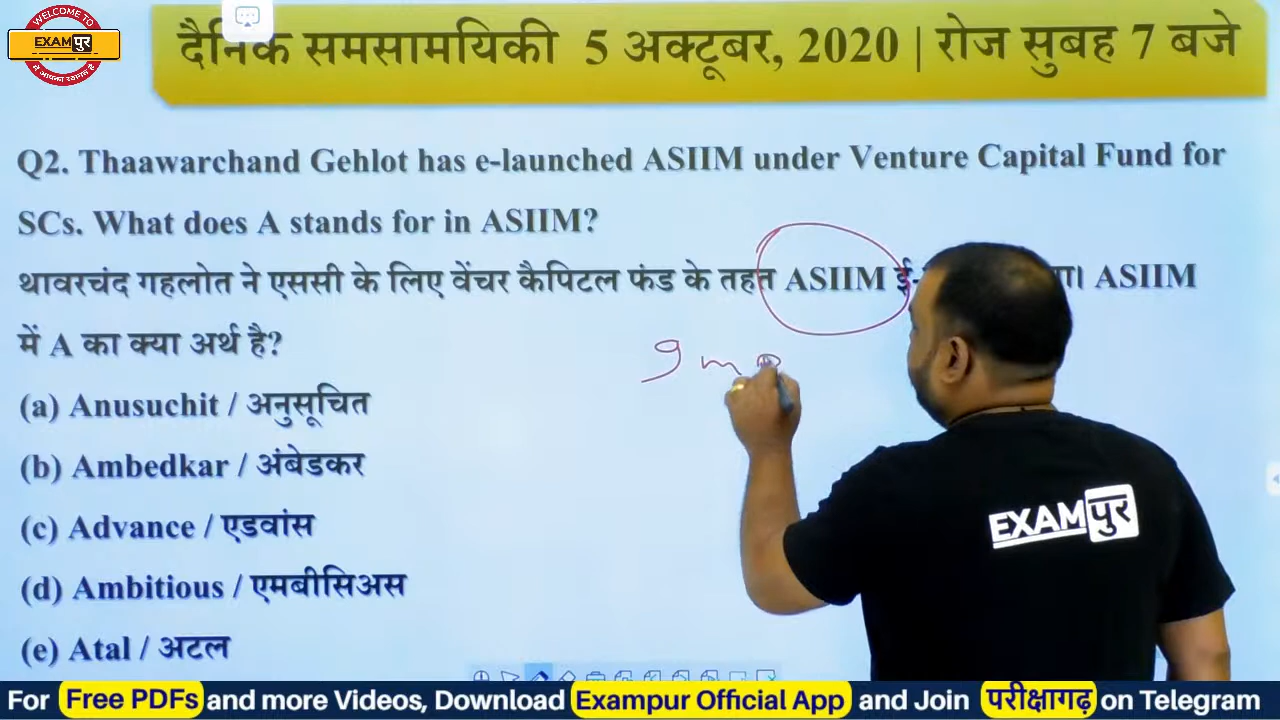 WELCOME TO
EXAMपुर
दैनिक समसामयिकी 5 अक्टूबर, 2020 | रोज सुबह 7 बजे
Q2. Thaawarchand Gehlot has e-launched ASIIM under Venture Capital Fund for
SCs. What does A stands for in ASIIM?
थावरचंद गहलोत ने एससी के लिए वेंचर कैपिटल फंड के तहत ASIIM ई- ASIIM
में A का क्या अर्थ है?
(a) Anusuchit / अनुसूचित
(b) Ambedkar / अंबेडकर
(c) Advance / एडवांस
(d) Ambitious / एमबीसिअस
(e) Atal / अटल
EXAMपुर
For Free PDFs and more Videos, Download Exampur Official App and Join परीक्षागढ़ on Telegram